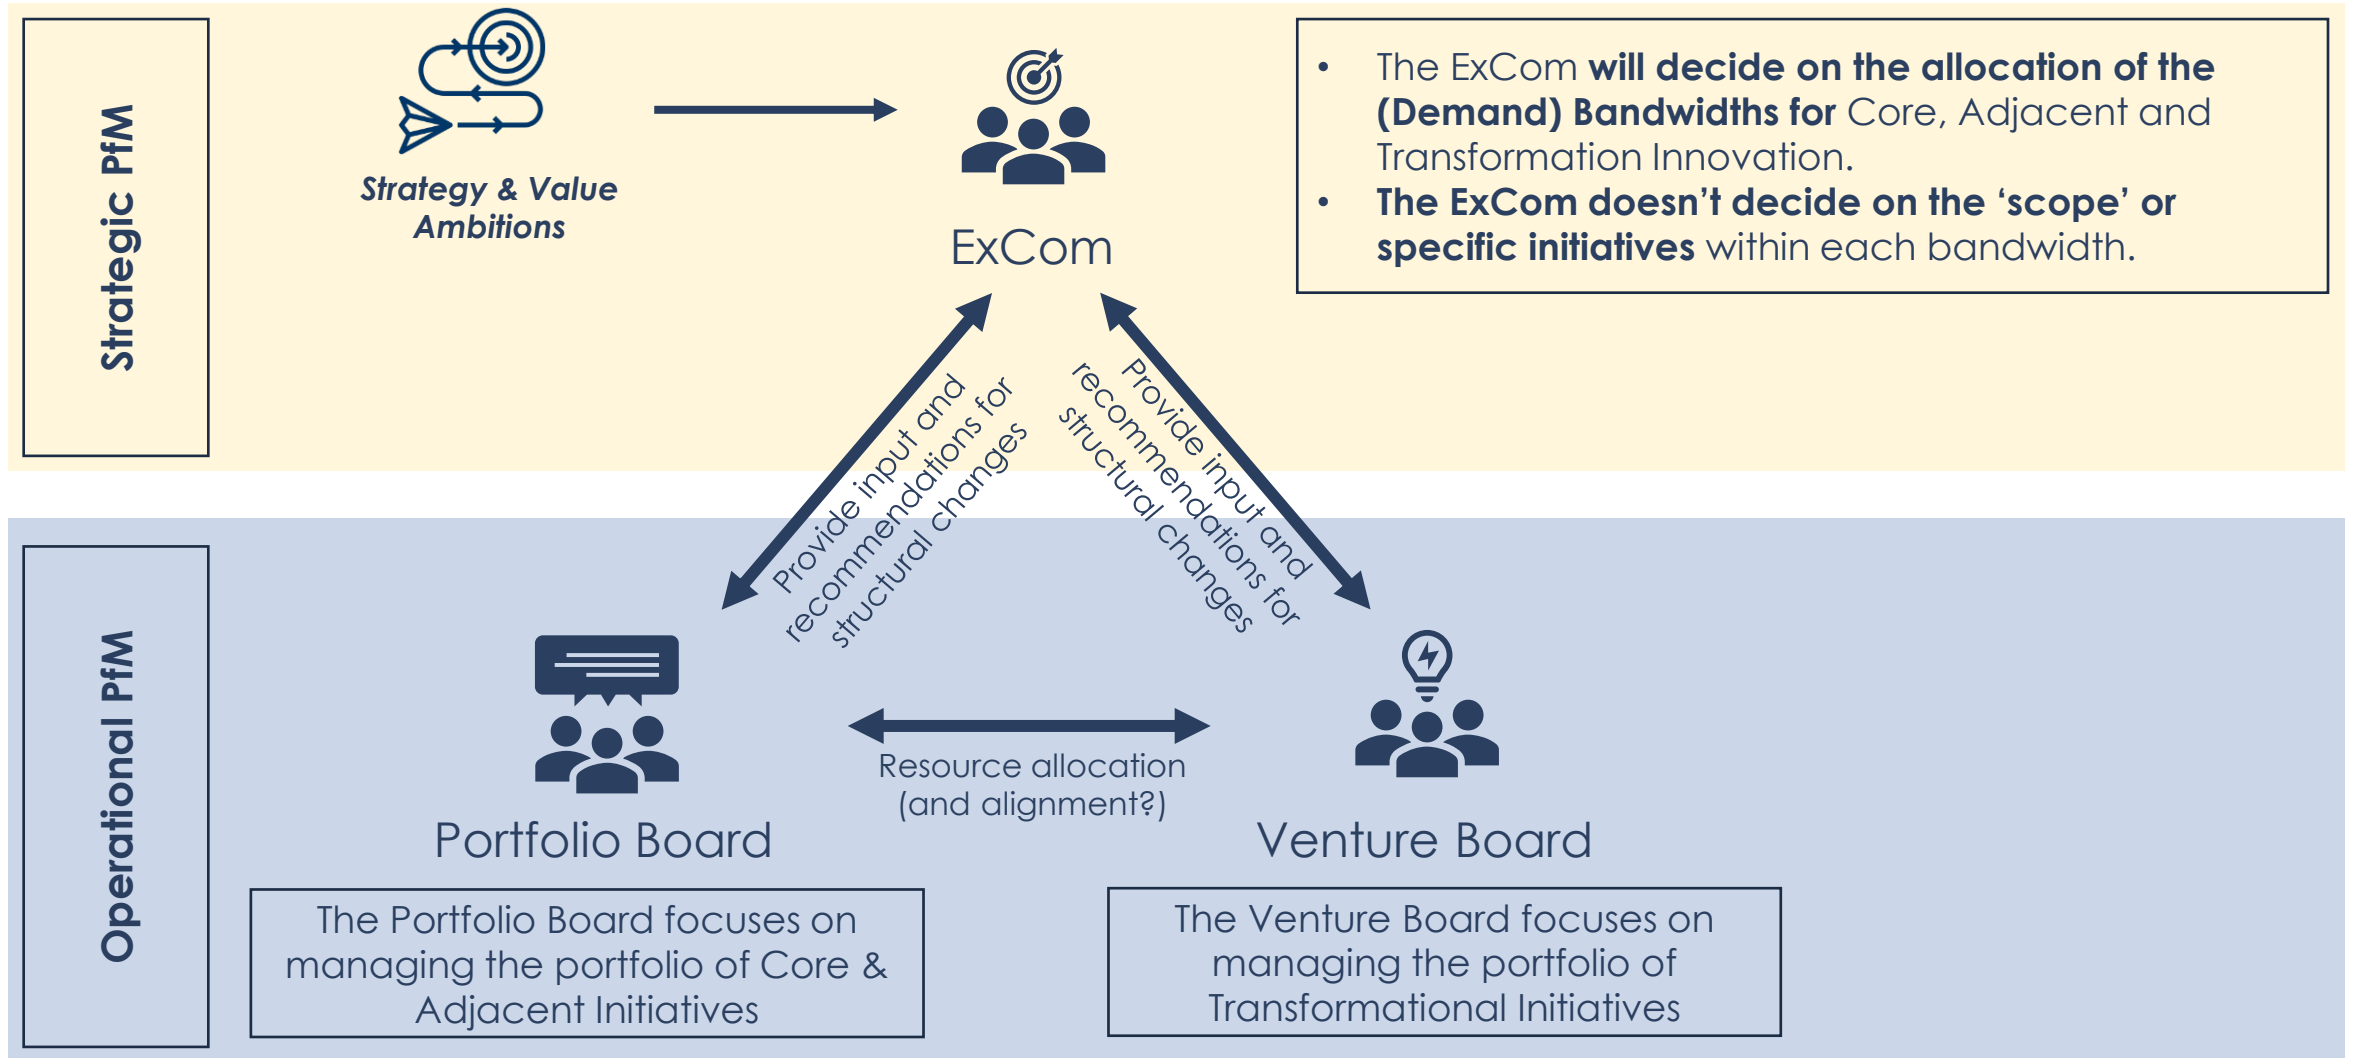 Strategic PfM
Strategy & Value
Ambitions
ExCom
• The ExCom will decide on the allocation of the
(Demand) Bandwidths for Core, Adjacent and
Transformation Innovation.
• The ExCom doesn’t decide on the ‘scope’ or
specific initiatives within each bandwidth.
Provide input and
recommendations for
structural changes
Provide input and
recommendations for
structural changes
Operational PfM
Portfolio Board
Resource allocation
(and alignment?)
Venture Board
The Portfolio Board focuses on
managing the portfolio of Core &
Adjacent Initiatives
The Venture Board focuses on
managing the portfolio of
Transformational Initiatives